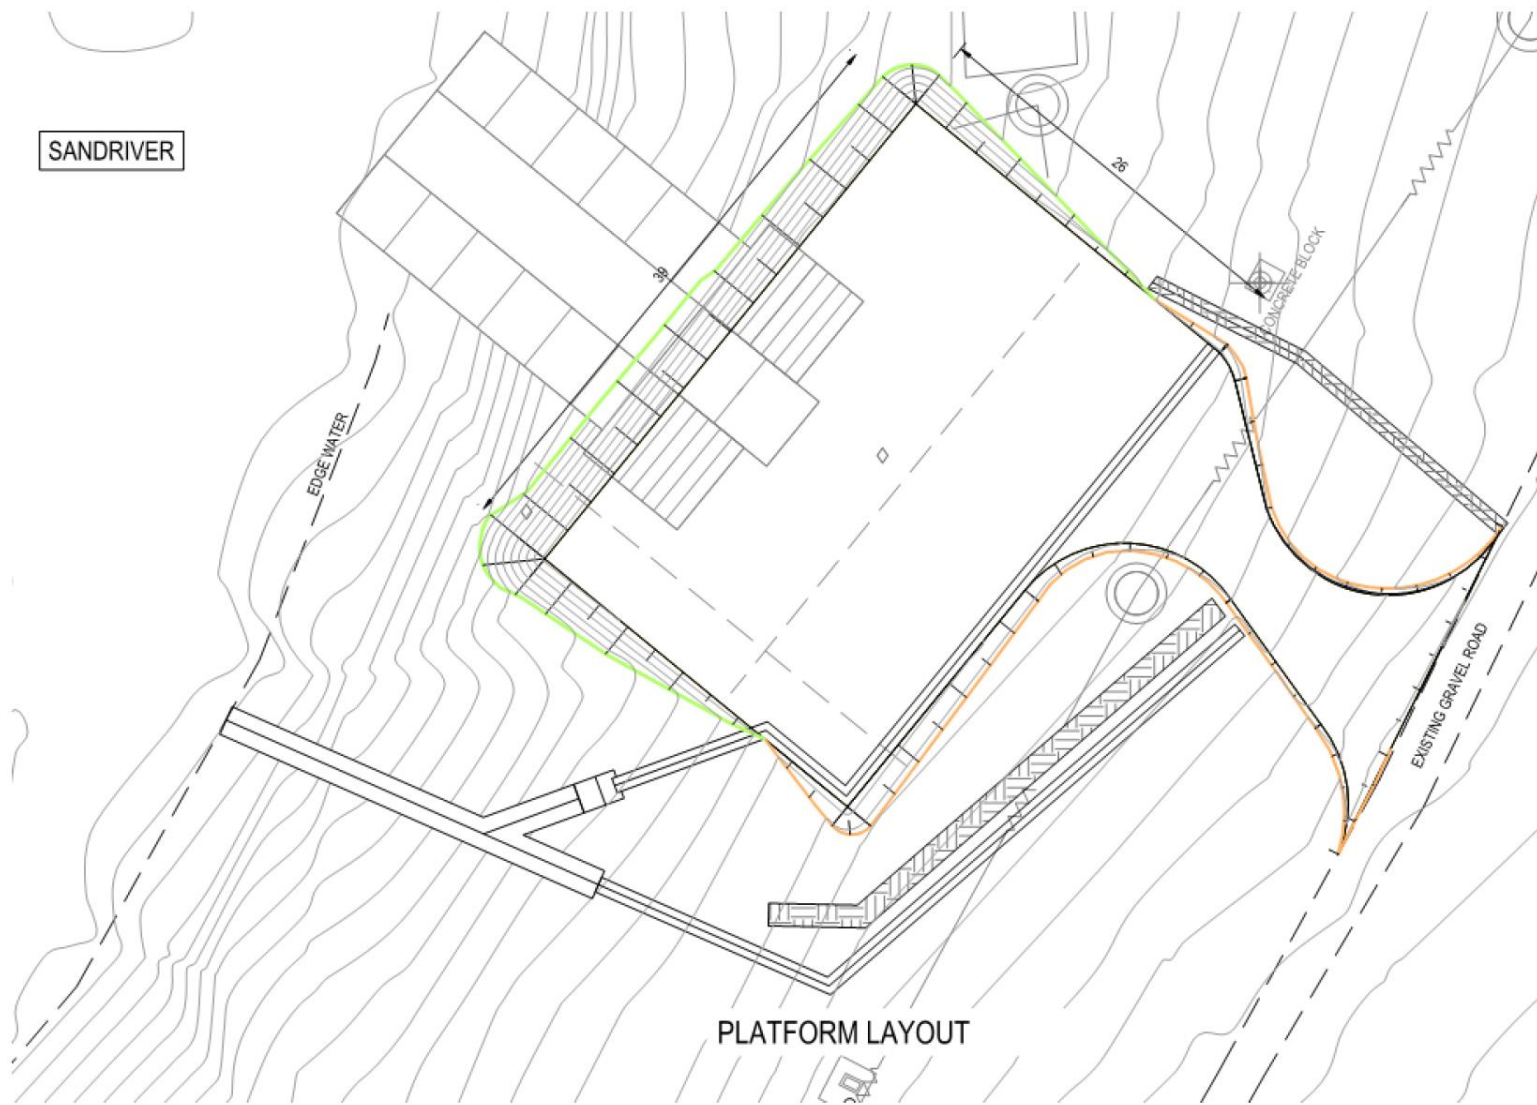 SANDRIVER
26
39
CONCRETE BLOCK
EDGE WATER
EXISTING GRAVEL ROAD
PLATFORM LAYOUT